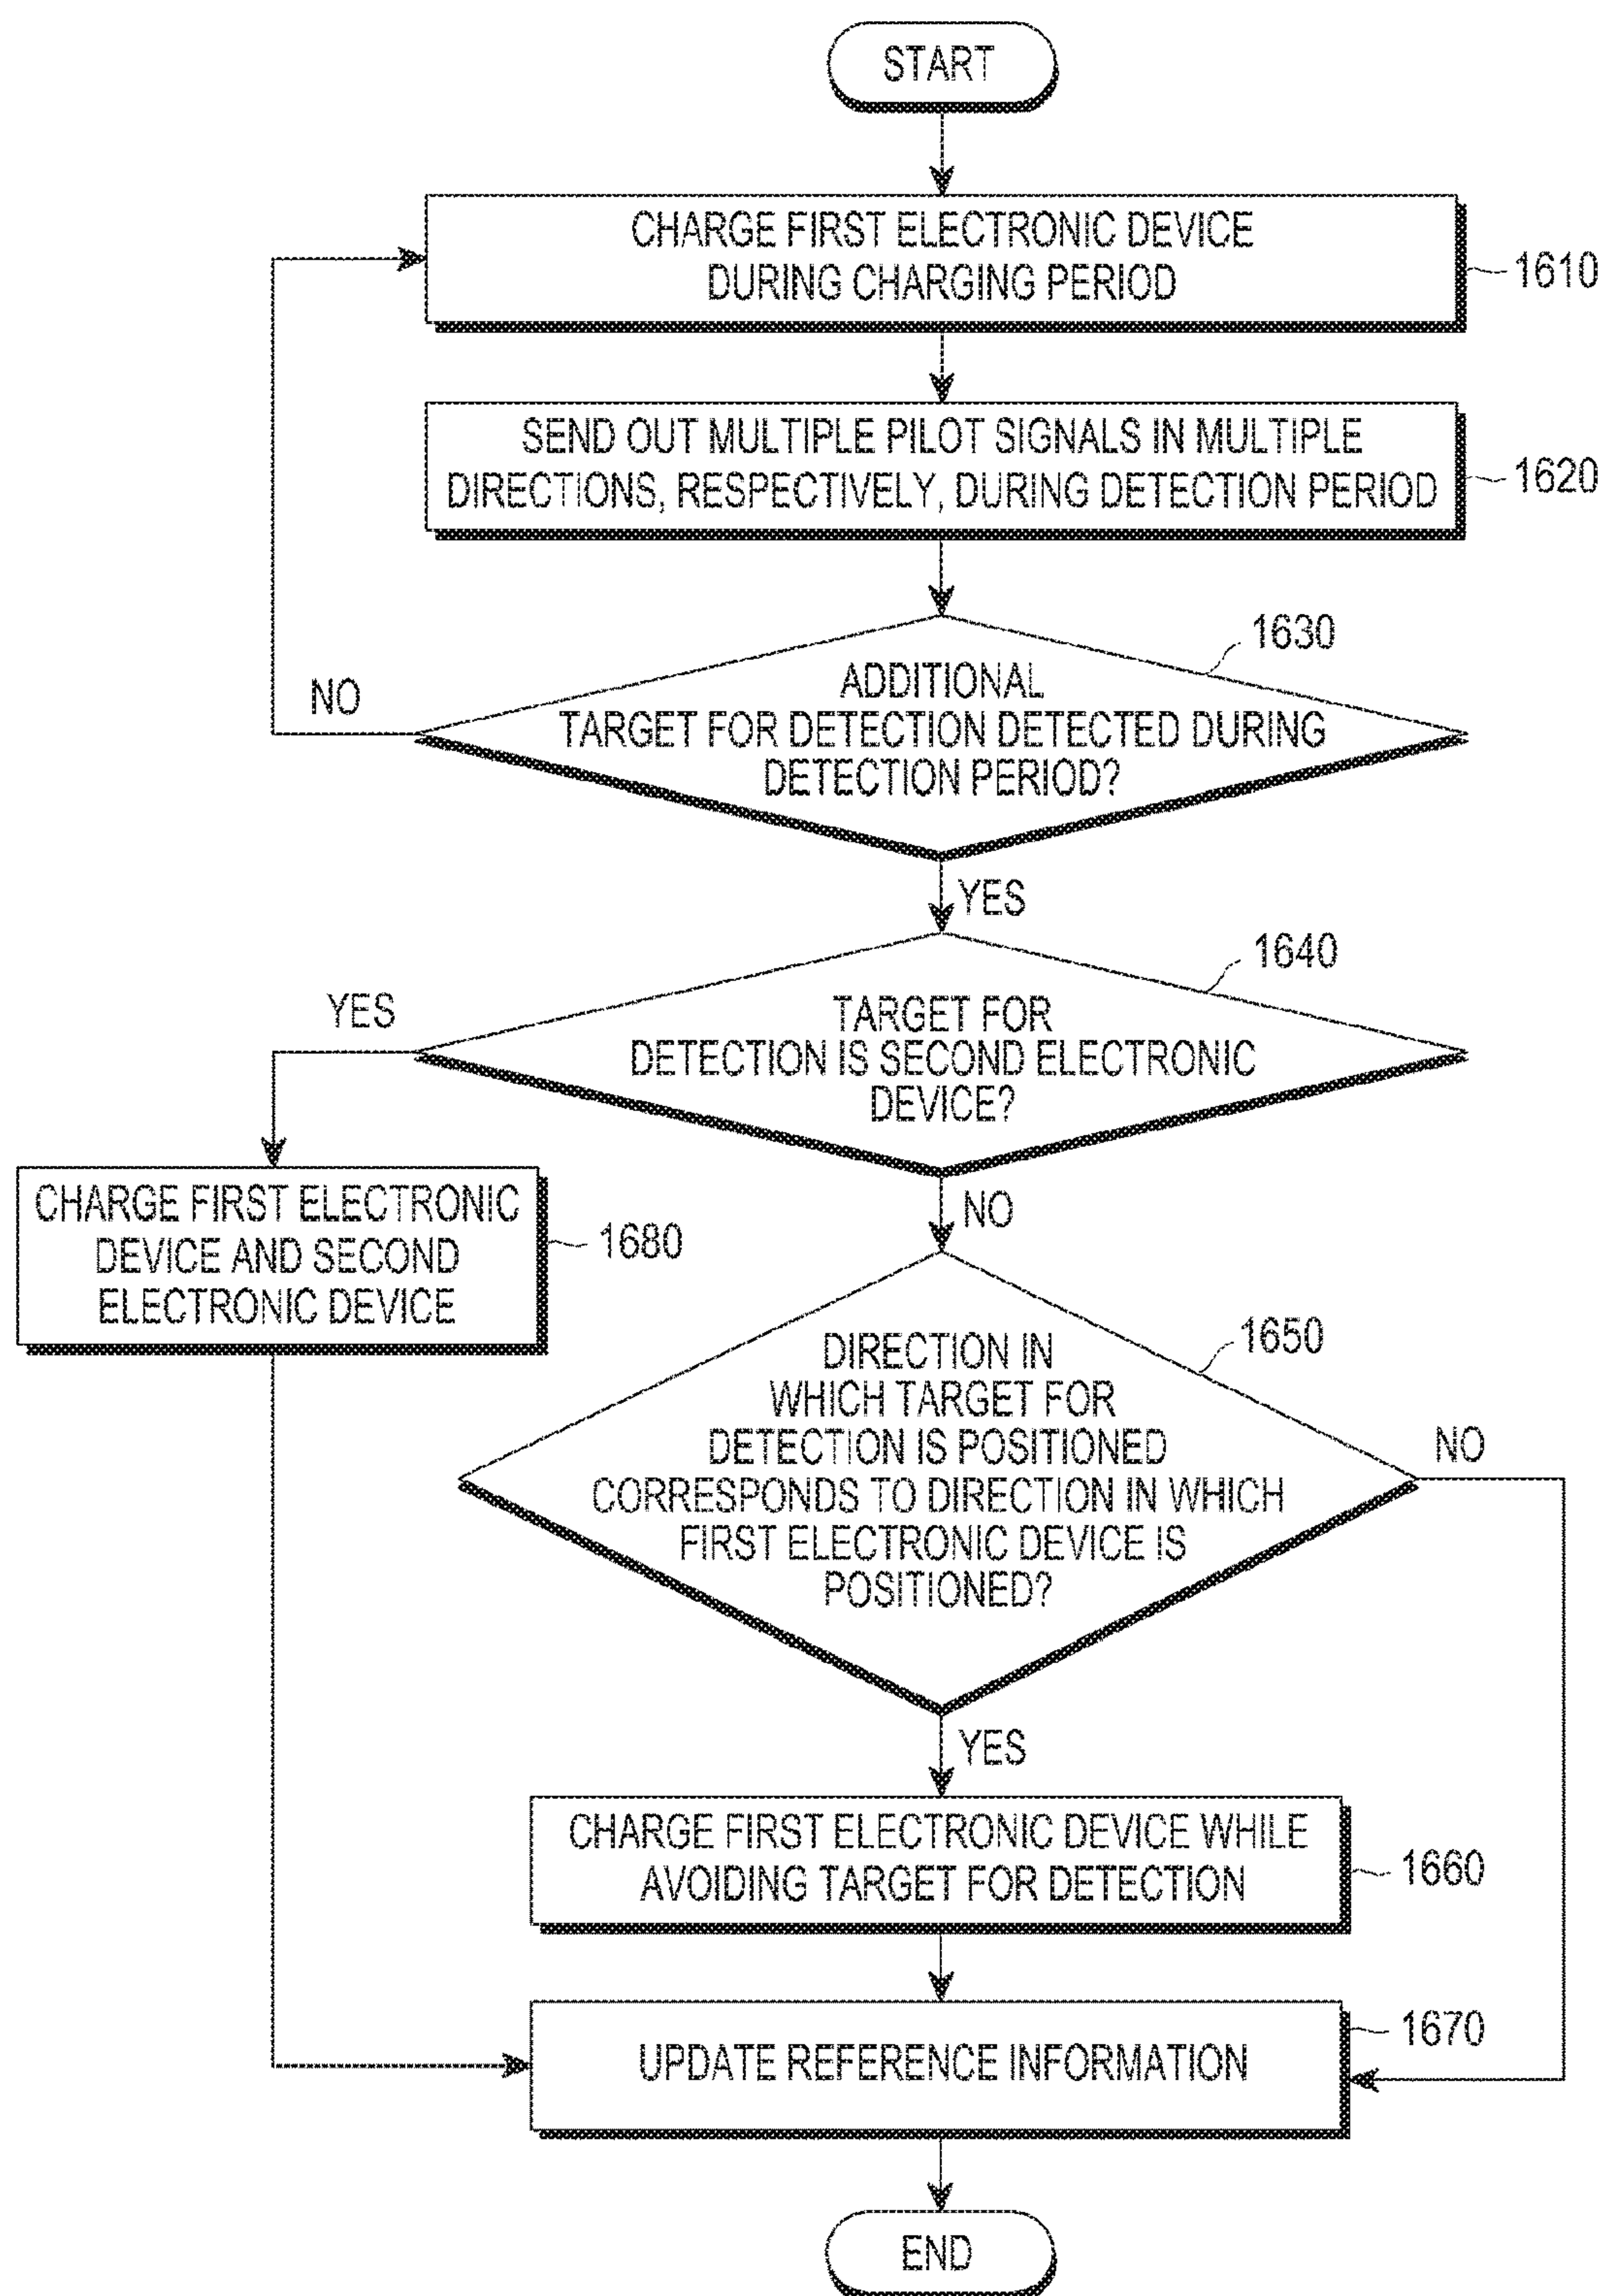 START
CHARGE FIRST ELECTRONIC DEVICE
DURING CHARGING PERIOD
1610
SEND OUT MULTIPLE PILOT SIGNALS IN MULTIPLE
DIRECTIONS, RESPECTIVELY, DURING DETECTION PERIOD
1620
1630
ADDITIONAL
TARGET FOR DETECTION DETECTED DURING
DETECTION PERIOD?
NO
YES
1640
TARGET FOR
DETECTION IS SECOND ELECTRONIC
DEVICE?
YES
NO
CHARGE FIRST ELECTRONIC
DEVICE AND SECOND
ELECTRONIC DEVICE
1680
1650
DIRECTION IN
WHICH TARGET FOR
DETECTION IS POSITIONED
CORRESPONDS TO DIRECTION IN WHICH
FIRST ELECTRONIC DEVICE IS
POSITIONED?
NO
YES
CHARGE FIRST ELECTRONIC DEVICE WHILE
AVOIDING TARGET FOR DETECTION
1660
UPDATE REFERENCE INFORMATION
1670
END